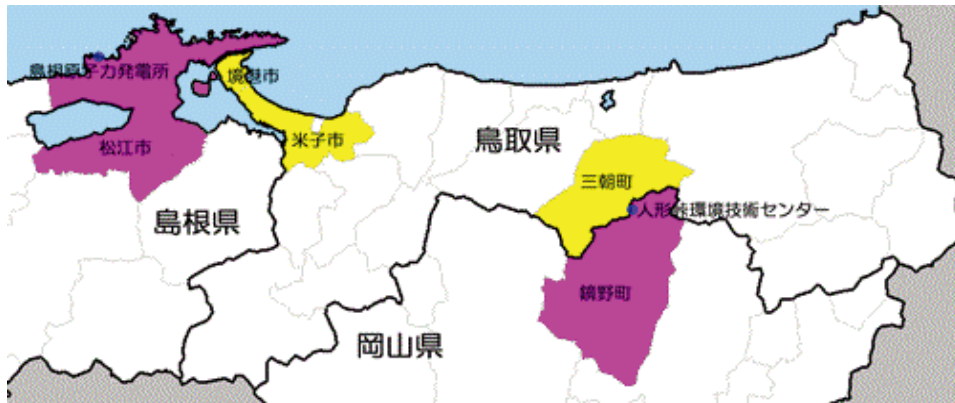 島根原子力発電所
境港市
米子市
松江市
鳥取県
三朝町
人形峠環境技術センター
島根県
鏡野町
岡山県